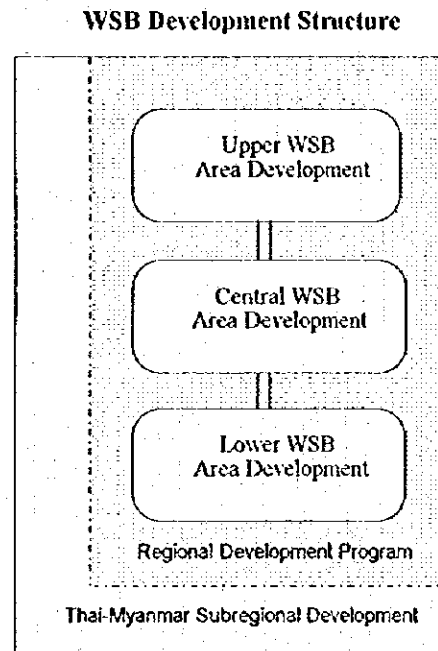 WSB Development Structure
Upper WSB
Area Development
Central WSB
Area Development
Lower WSB
Area Development
Regional Development Program
Thai-Myanmar Subregional Development